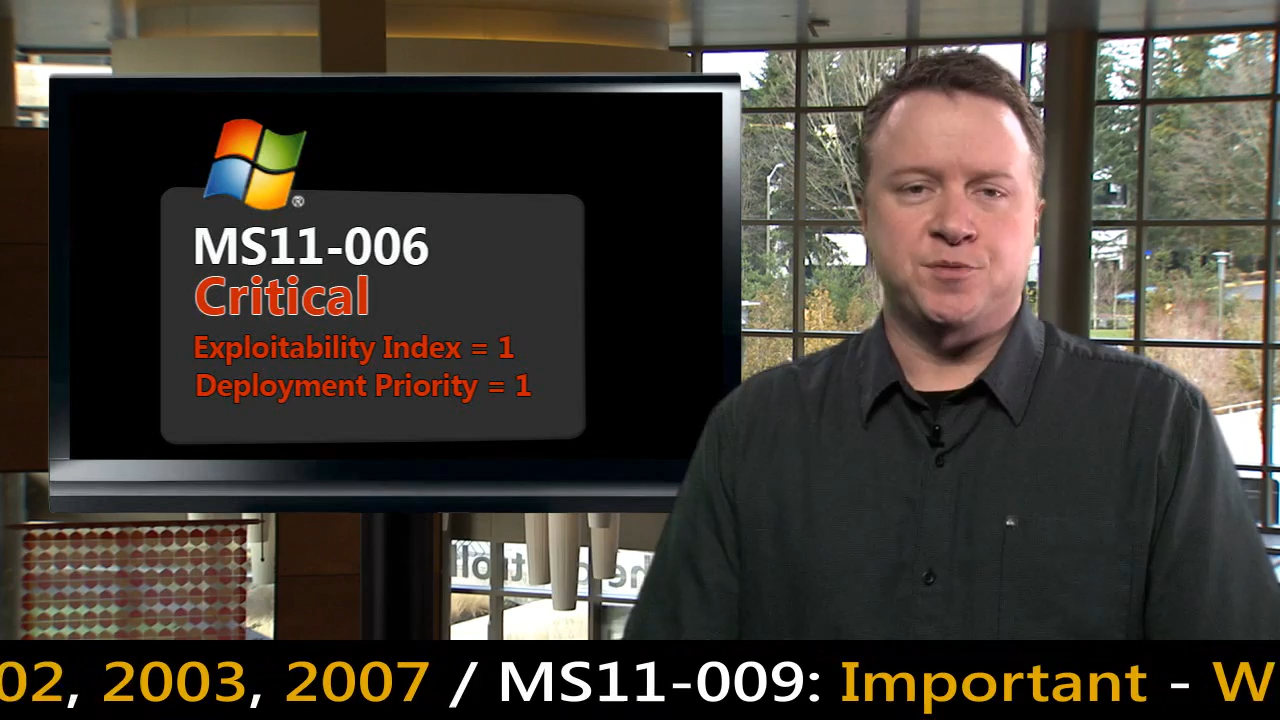 ®
MS11-006
Critical
Exploitability Index = 1
Deployment Priority = 1
02, 2003, 2007 / MS11-009: Important - W